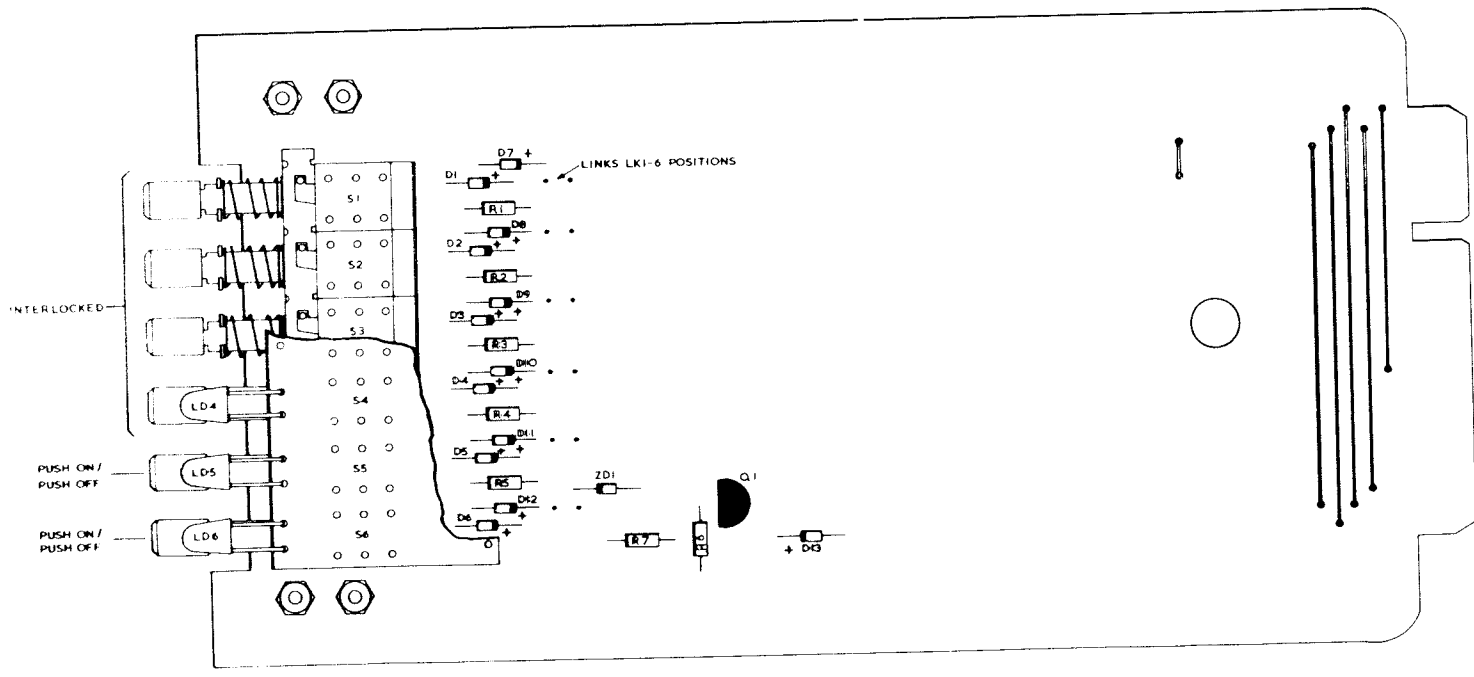 D7 +
LINKS LK1-6 POSITIONS
D1 +
S1
R1
D8 +
D2 +
S2
R2
D9 +
INTERLOCKED
D3 +
S3
R3
D10 +
D4 +
LD4
S4
R4
D11 +
D5 +
PUSH ON/
PUSH OFF
LD5
S5
R5
ZD1
Q1
D12 +
D6 +
PUSH ON/
PUSH OFF
LD6
S6
R7
+ D13